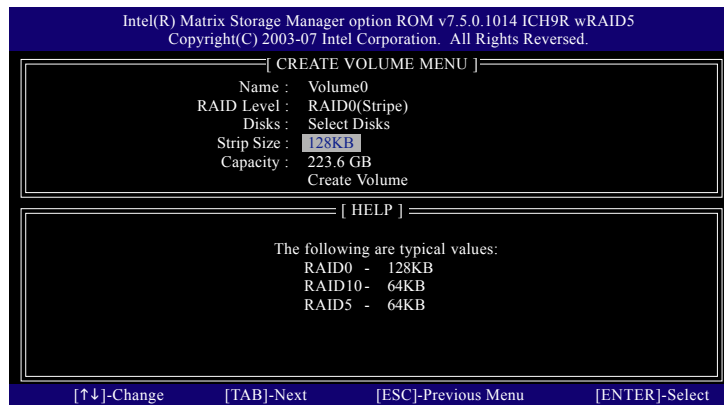 Intel(R) Matrix Storage Manager option ROM v7.5.0.1014 ICH9R wRAID5
Copyright(C) 2003-07 Intel Corporation. All Rights Reversed.
[ CREATE VOLUME MENU ]
Name : Volume0
RAID Level : RAID0(Stripe)
Disks : Select Disks
Strip Size : 128KB
Capacity : 223.6 GB
Create Volume
[ HELP ]
The following are typical values:
RAID0 - 128KB
RAID10- 64KB
RAID5 - 64KB
[↑↓]-Change [TAB]-Next [ESC]-Previous Menu [ENTER]-Select